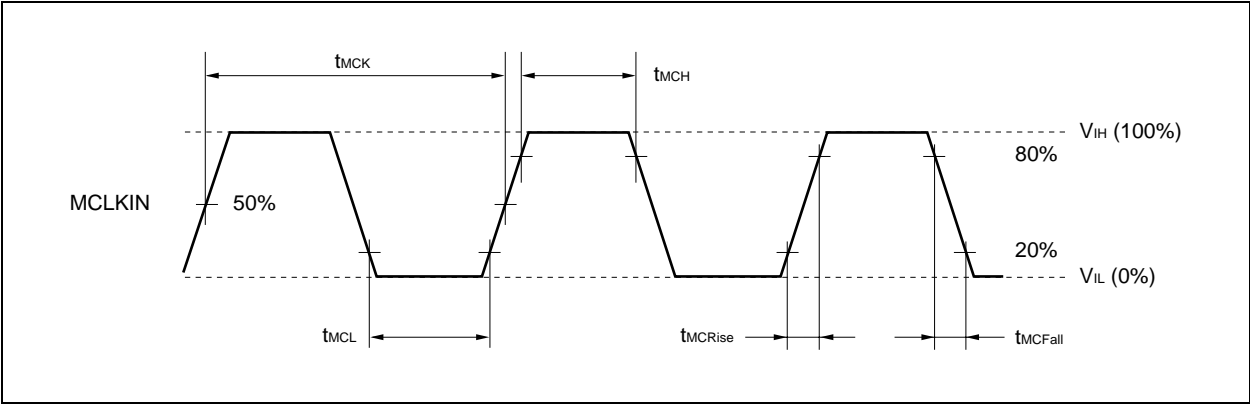 tMCK
tMCH
VIH (100%)
80%
MCLKIN
50%
20%
VIL (0%)
tMCL
tMCRise
tMCFall